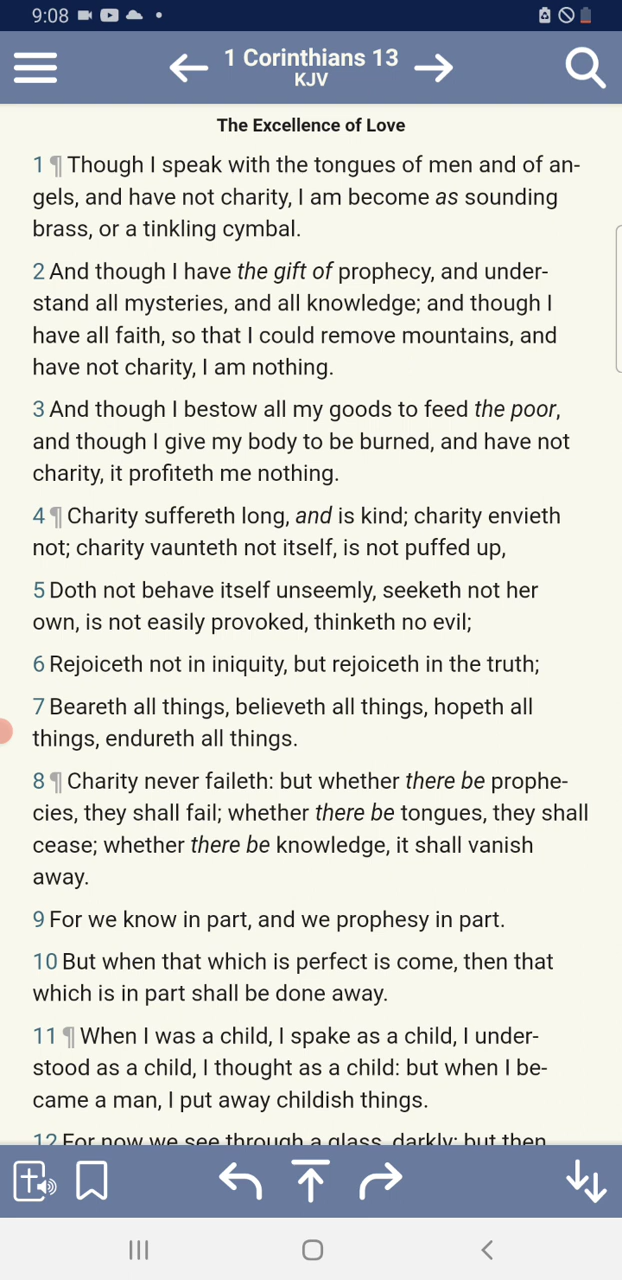 9:08
1 Corinthians 13
KJV
The Excellence of Love
1 ¶ Though I speak with the tongues of men and of an-
gels, and have not charity, I am become as sounding
brass, or a tinkling cymbal.
2 And though I have the gift of prophecy, and under-
stand all mysteries, and all knowledge; and though I
have all faith, so that I could remove mountains, and
have not charity, I am nothing.
3 And though I bestow all my goods to feed the poor,
and though I give my body to be burned, and have not
charity, it profiteth me nothing.
4 ¶ Charity suffereth long, and is kind; charity envieth
not; charity vaunteth not itself, is not puffed up,
5 Doth not behave itself unseemly, seeketh not her
own, is not easily provoked, thinketh no evil;
6 Rejoiceth not in iniquity, but rejoiceth in the truth;
7 Beareth all things, believeth all things, hopeth all
things, endureth all things.
8 ¶ Charity never faileth: but whether there be prophe-
cies, they shall fail; whether there be tongues, they shall
cease; whether there be knowledge, it shall vanish
away.
9 For we know in part, and we prophesy in part.
10 But when that which is perfect is come, then that
which is in part shall be done away.
11 ¶ When I was a child, I spake as a child, I under-
stood as a child, I thought as a child: but when I be-
came a man, I put away childish things.
12 For now we see through a glass, darkly; but then